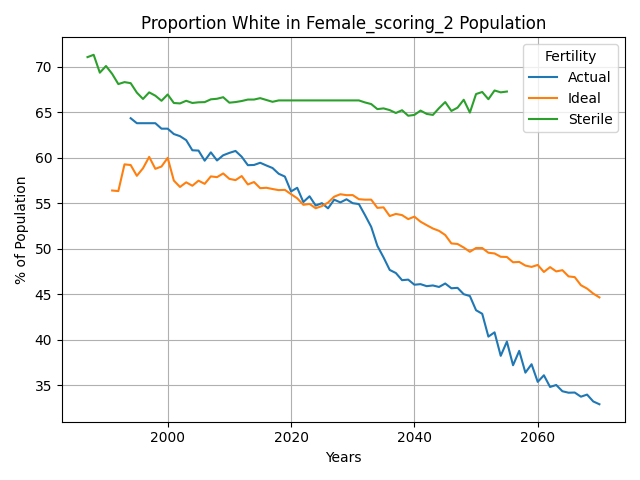 Proportion White in Female_scoring_2 Population
% of Population
70
65
60
55
50
45
40
35
Fertility
Actual
Ideal
Sterile
2000
2020
2040
2060
Years